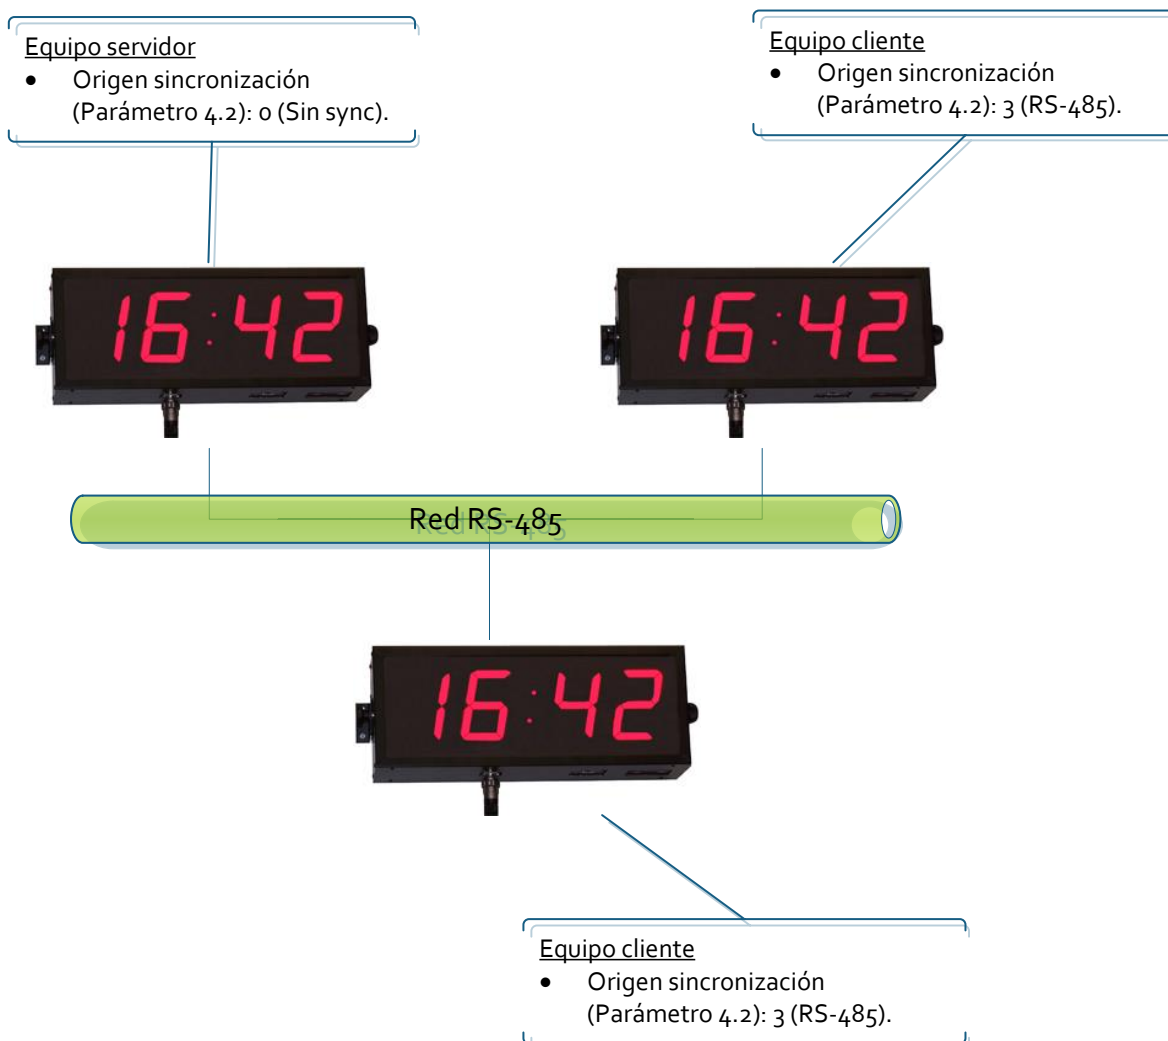 Equipo servidor
• Origen sincronización
(Parámetro 4.2): 0 (Sin sync).
Equipo cliente
• Origen sincronización
(Parámetro 4.2): 3 (RS-485).
16:42
16:42
Red RS-485
16:42
Equipo cliente
• Origen sincronización
(Parámetro 4.2): 3 (RS-485).